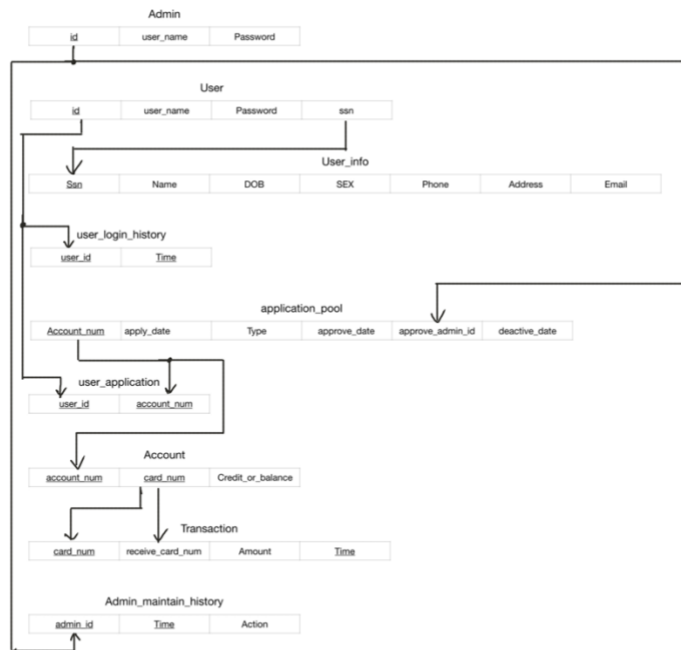 Admin
id user_name Password
User
id user_name Password ssn
User_info
Ssn Name DOB SEX Phone Address Email
user_login_history
user_id Time
application_pool
Account_num apply_date Type approve_date approve_admin_id deactive_date
user_application
user_id account_num
Account
account_num card_num Credit_or_balance
Transaction
card_num receive_card_num Amount Time
Admin_maintain_history
admin_id Time Action